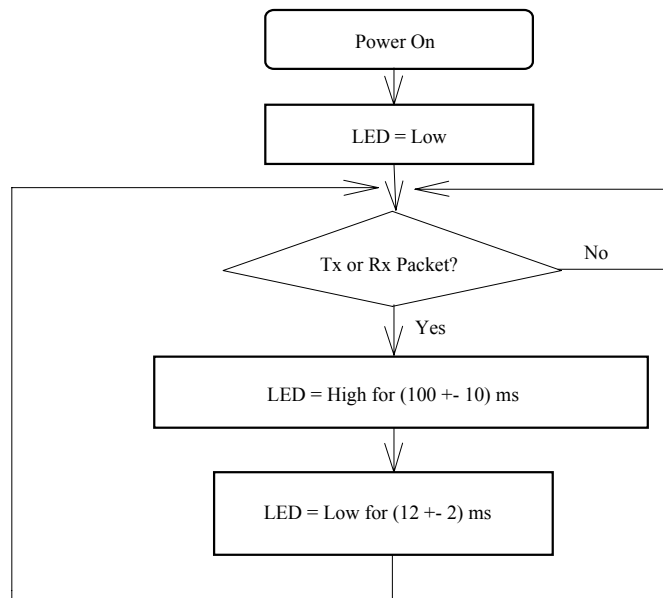 Power On
LED = Low
Tx or Rx Packet?
No
Yes
LED = High for (100 +- 10) ms
LED = Low for (12 +- 2) ms